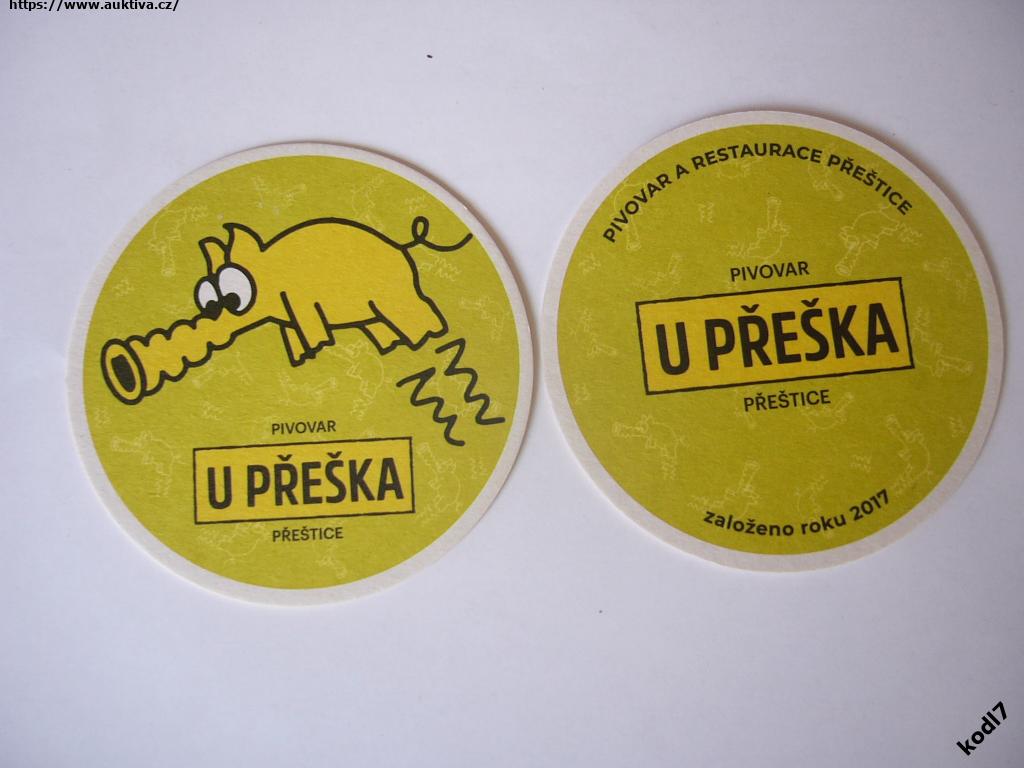 https://www.auktiva.cz/
PIVOVAR
U PŘEŠKA
PŘEŠTICE
PIVOVAR A RESTAURACE PŘEŠTICE
PIVOVAR
U PŘEŠKA
PŘEŠTICE
založeno roku 2017
kodl7